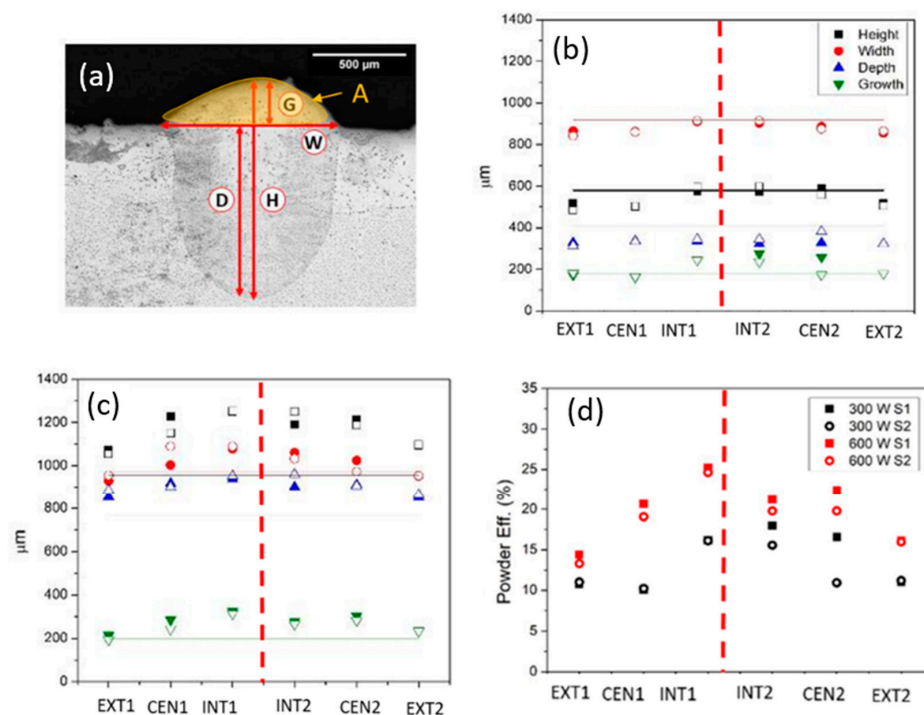 (a)
500 µm
G
A
W
D
H
(b)
1400
1200
1000
800
600
400
200
0
µm
Height
Width
Depth
Growth
EXT1 CEN1 INT1 INT2 CEN2 EXT2
(c)
1400
1200
1000
800
600
400
200
0
µm
EXT1 CEN1 INT1 INT2 CEN2 EXT2
(d)
35
30
25
20
15
10
5
0
Powder Eff. (%)
300 W S1
300 W S2
600 W S1
600 W S2
EXT1 CEN1 INT1 INT2 CEN2 EXT2